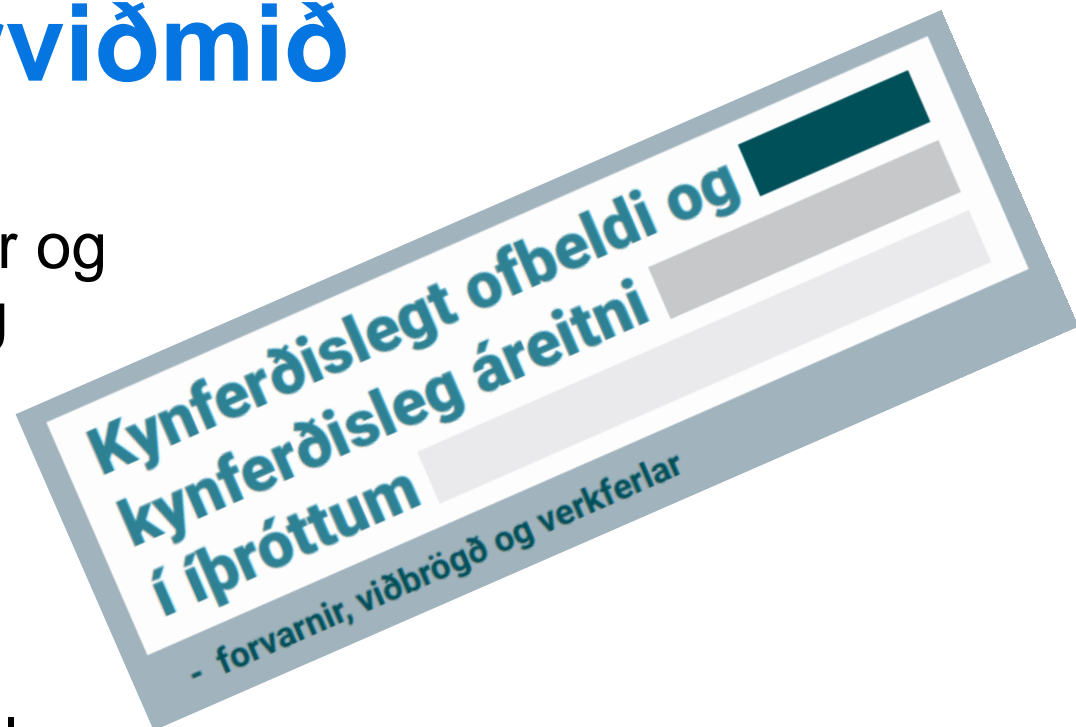 viðmið
og
Kynferðislegt ofbeldi og
kynferðisleg áreitni
í íþróttum
- forvarnir, viðbrögð og verkferlar